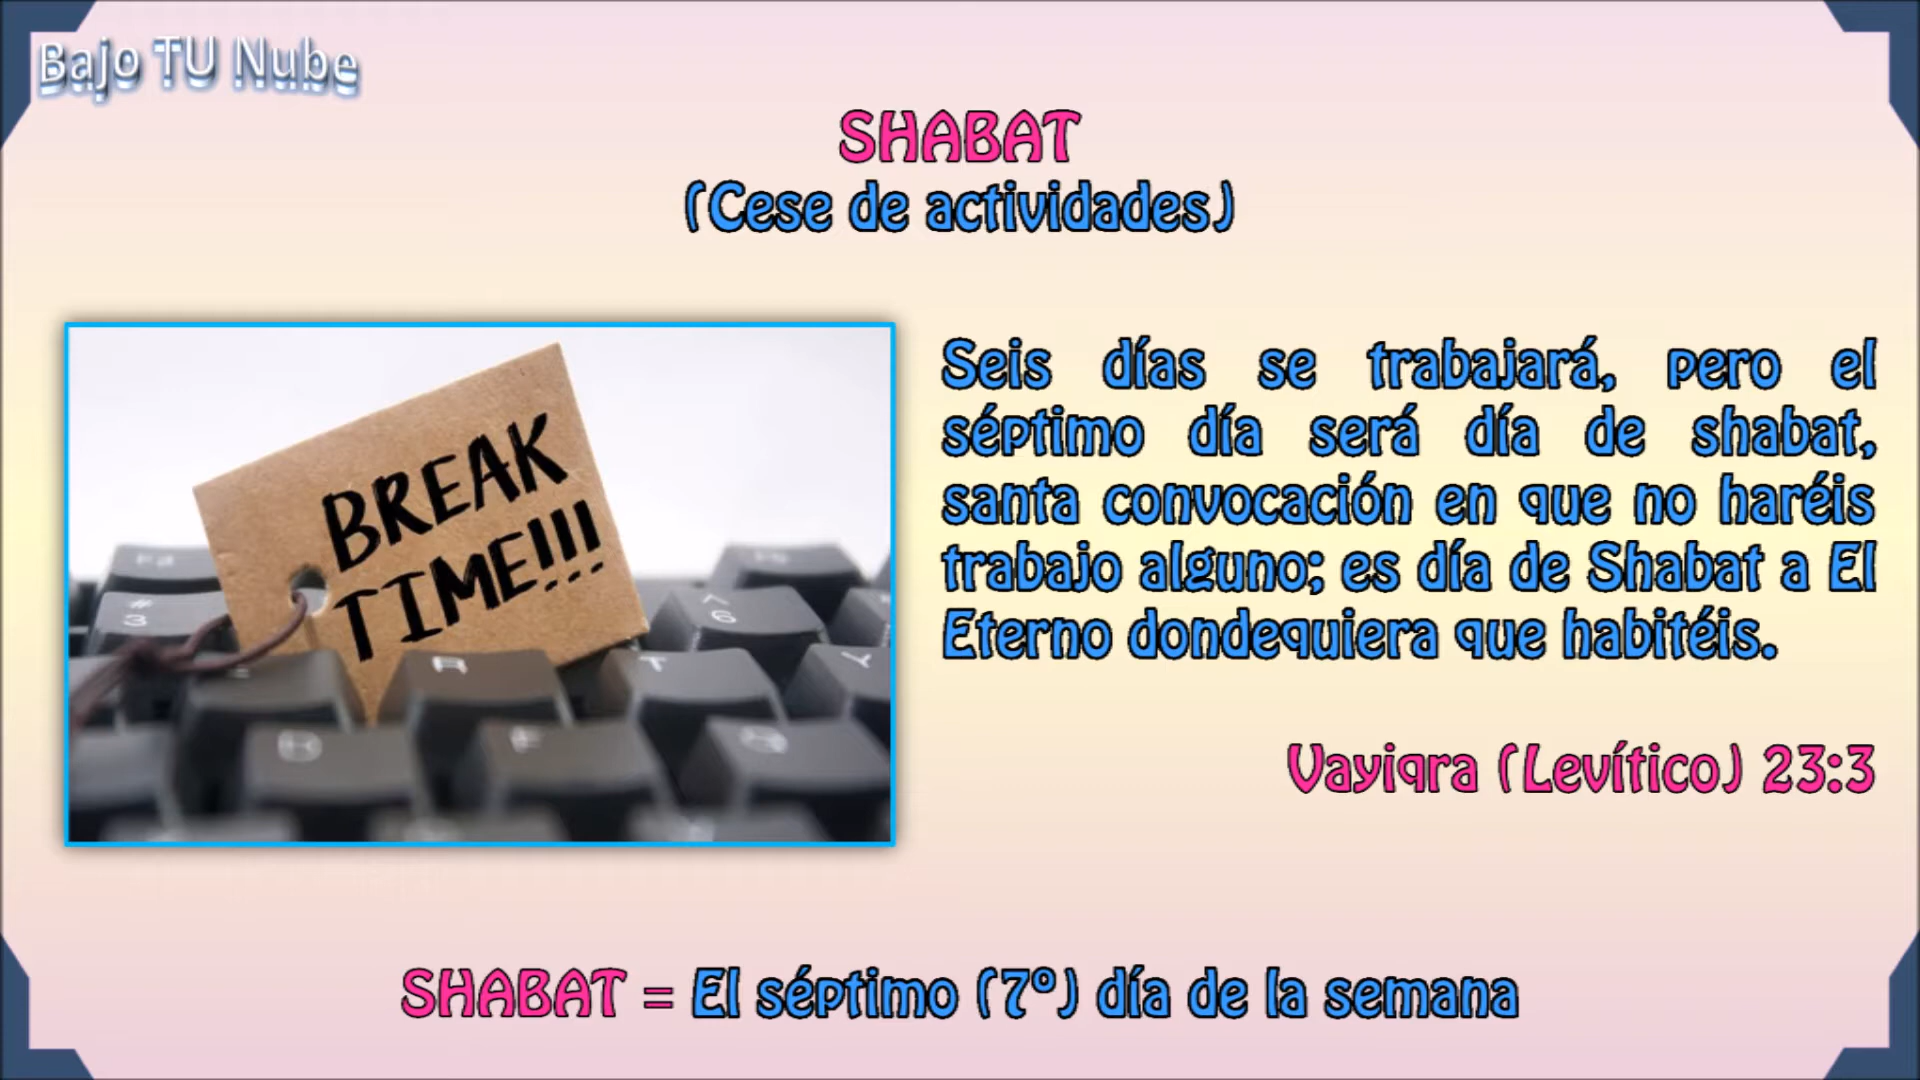 Bajo TU Nube
SHABAT
(Cese de actividades)
BREAK
TIME!!!
Seis días se trabajará, pero el
séptimo día será día de shabat,
santa convocación en que no haréis
trabajo alguno; es día de Shabat a El
Eterno dondequiera que habitéis.
Vayiqra (Levítico) 23:3
SHABAT = El séptimo (7º) día de la semana